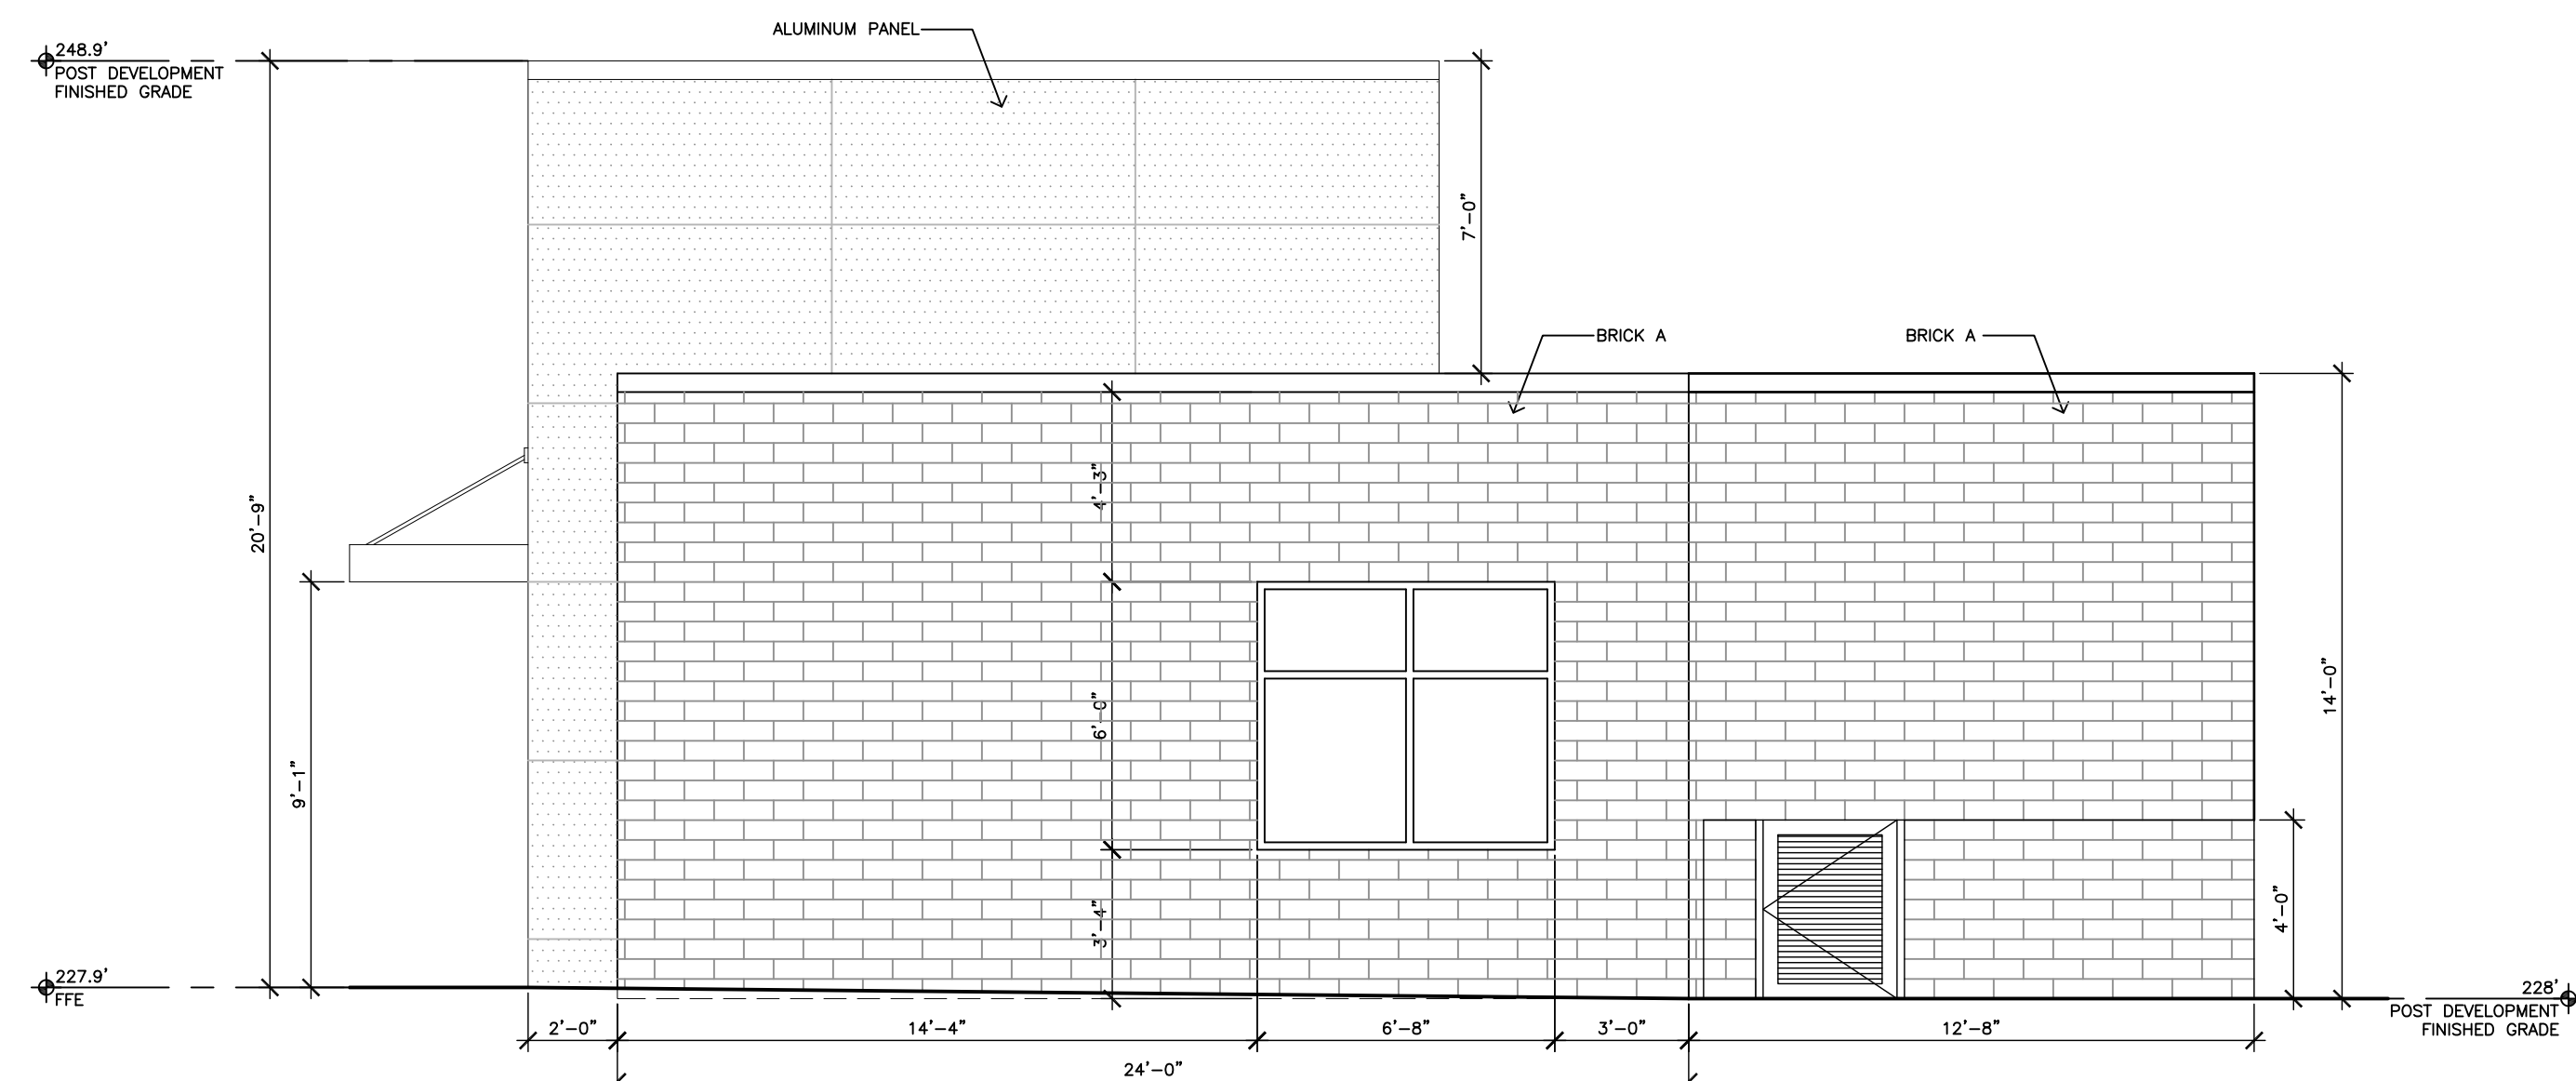 ALUMINUM PANEL
248.9'
POST DEVELOPMENT
FINISHED GRADE
7'-0"
BRICK A
BRICK A
4'-3"
20'-9"
9'-1"
6'-0"
14'-0"
3'-4"
4'-0"
227.9'
FFE
228'
POST DEVELOPMENT
FINISHED GRADE
2'-0"
14'-4"
6'-8"
3'-0"
12'-8"
24'-0"